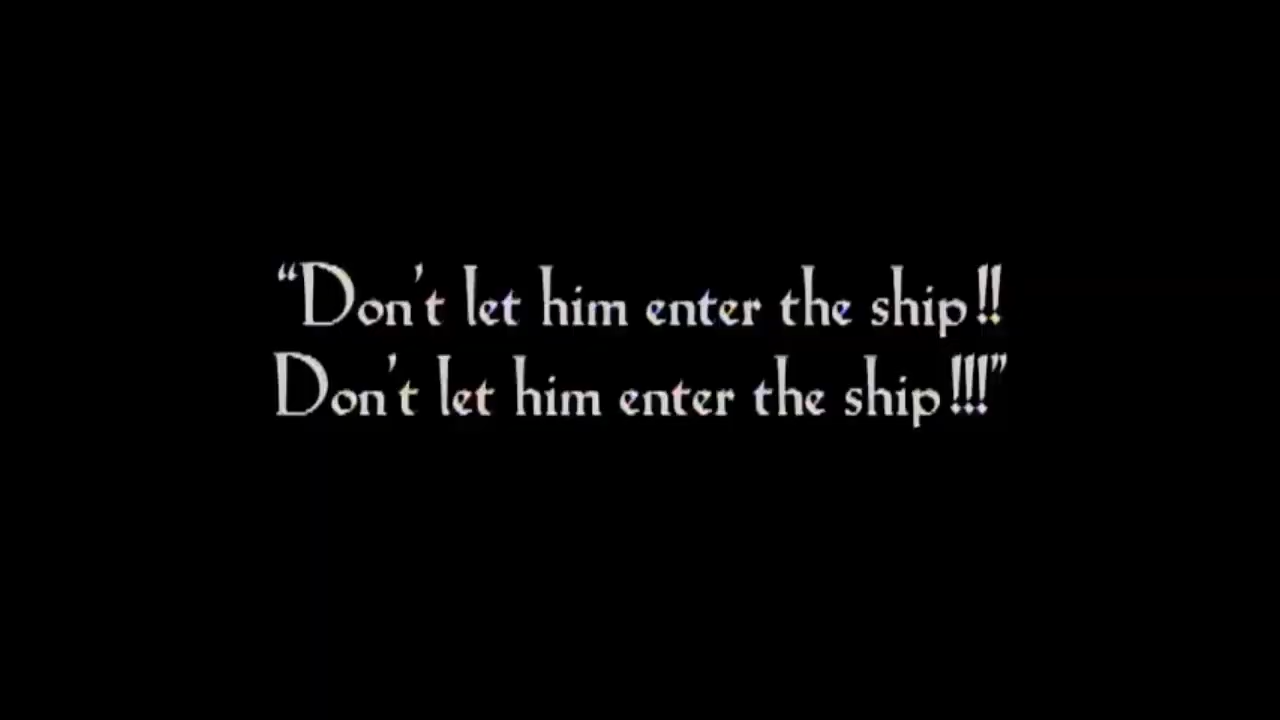 “Don’t let him enter the ship!!
Don’t let him enter the ship!!!”